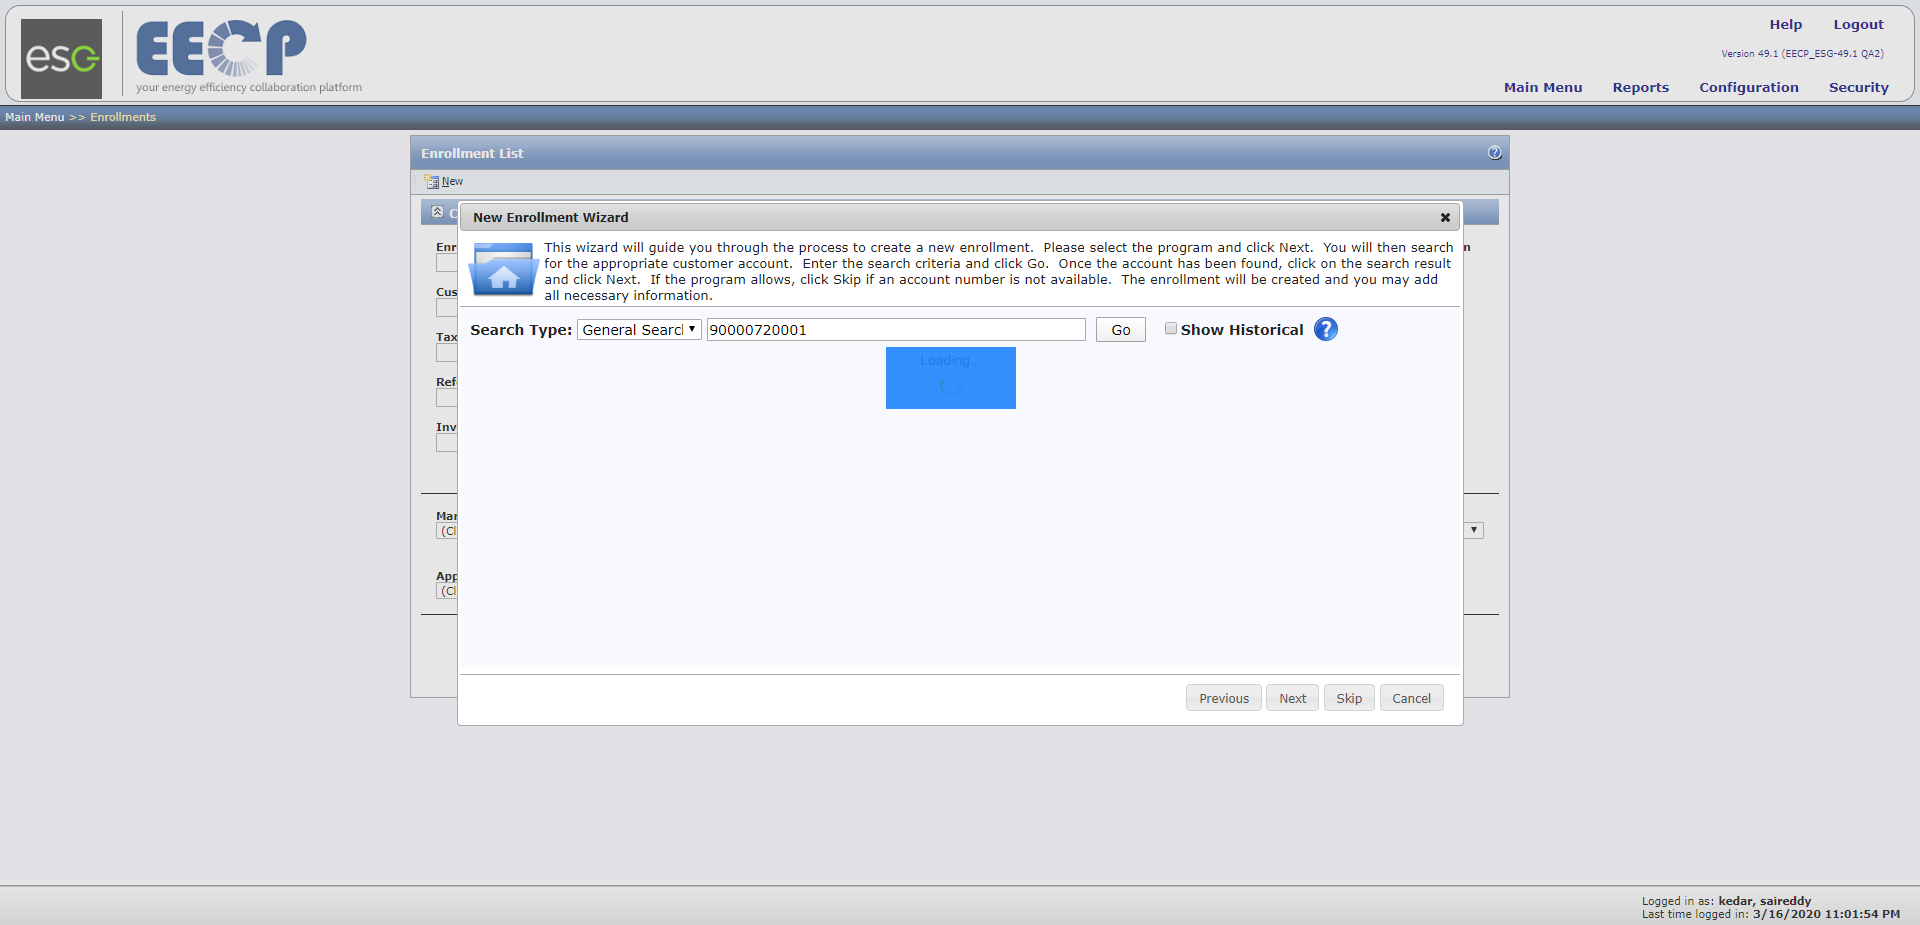 esc
EECP
your energy efficiency collaboration platform
Help Logout
Version 49.1 (EECP_ESG-49.1 QA2)
Main Menu Reports Configuration Security
Main Menu >> Enrollments
Enrollment List
New
New Enrollment Wizard
This wizard will guide you through the process to create a new enrollment. Please select the program and click Next. You will then search
for the appropriate customer account. Enter the search criteria and click Go. Once the account has been found, click on the search result
and click Next. If the program allows, click Skip if an account number is not available. The enrollment will be created and you may add
all necessary information.
Search Type: General Search 90000720001 Go Show Historical
Loading...
Enr
Cus
Tax
Ref
Inv
Mar
(Cl
App
(Cl
Previous Next Skip Cancel
Logged in as: kedar, saireddy
Last time logged in: 3/16/2020 11:01:54 PM